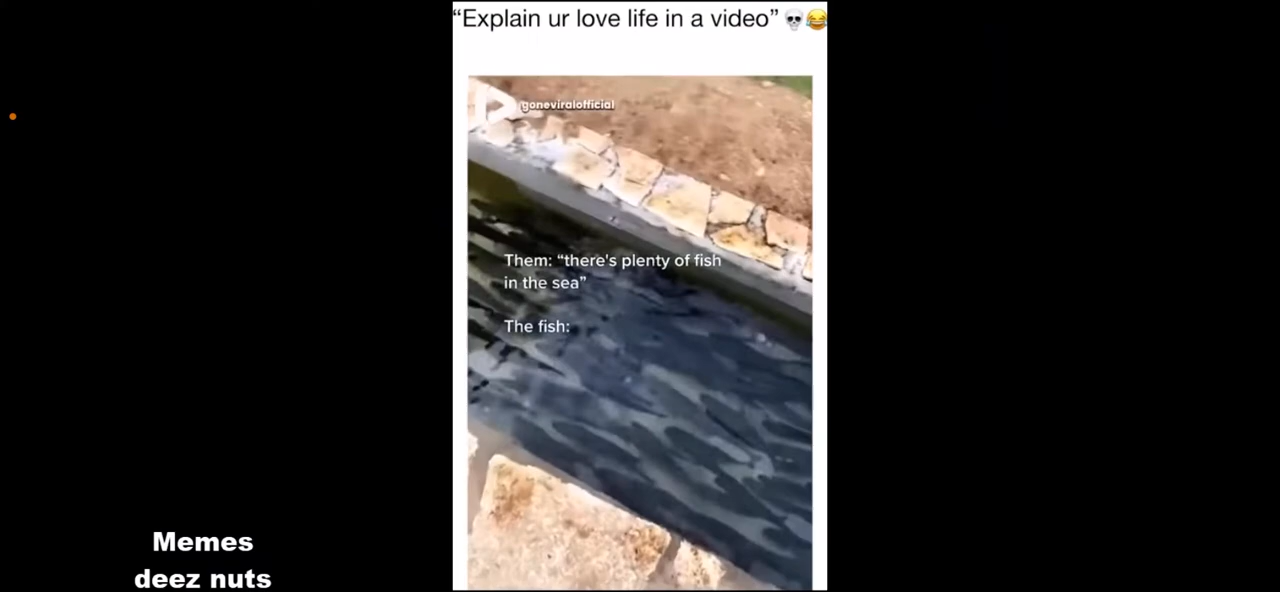 “Explain ur love life in a video” 💀😂
goneviralofficial
Them: “there's plenty of fish
in the sea”
The fish:
Memes
deez nuts